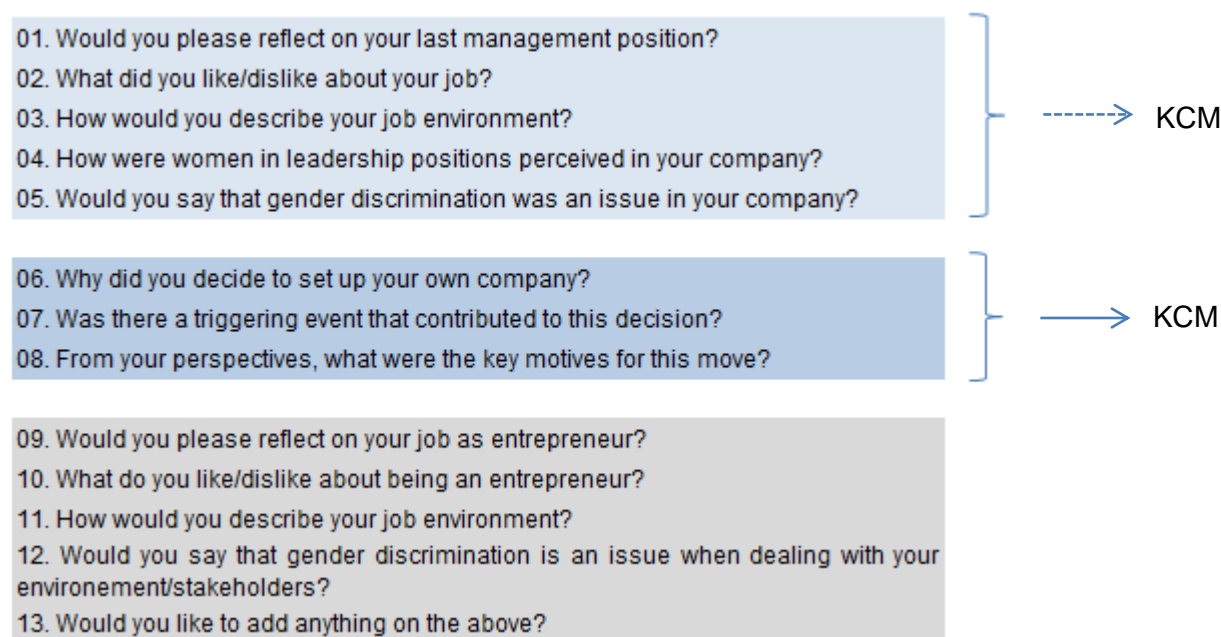 01. Would you please reflect on your last management position?
02. What did you like/dislike about your job?
03. How would you describe your job environment?
KCM
04. How were women in leadership positions perceived in your company?
05. Would you say that gender discrimination was an issue in your company?
06. Why did you decide to set up your own company?
07. Was there a triggering event that contributed to this decision?
KCM
08. From your perspectives, what were the key motives for this move?
09. Would you please reflect on your job as entrepreneur?
10. What do you like/dislike about being an entrepreneur?
11. How would you describe your job environment?
12. Would you say that gender discrimination is an issue when dealing with your
environement/stakeholders?
13. Would you like to add anything on the above?